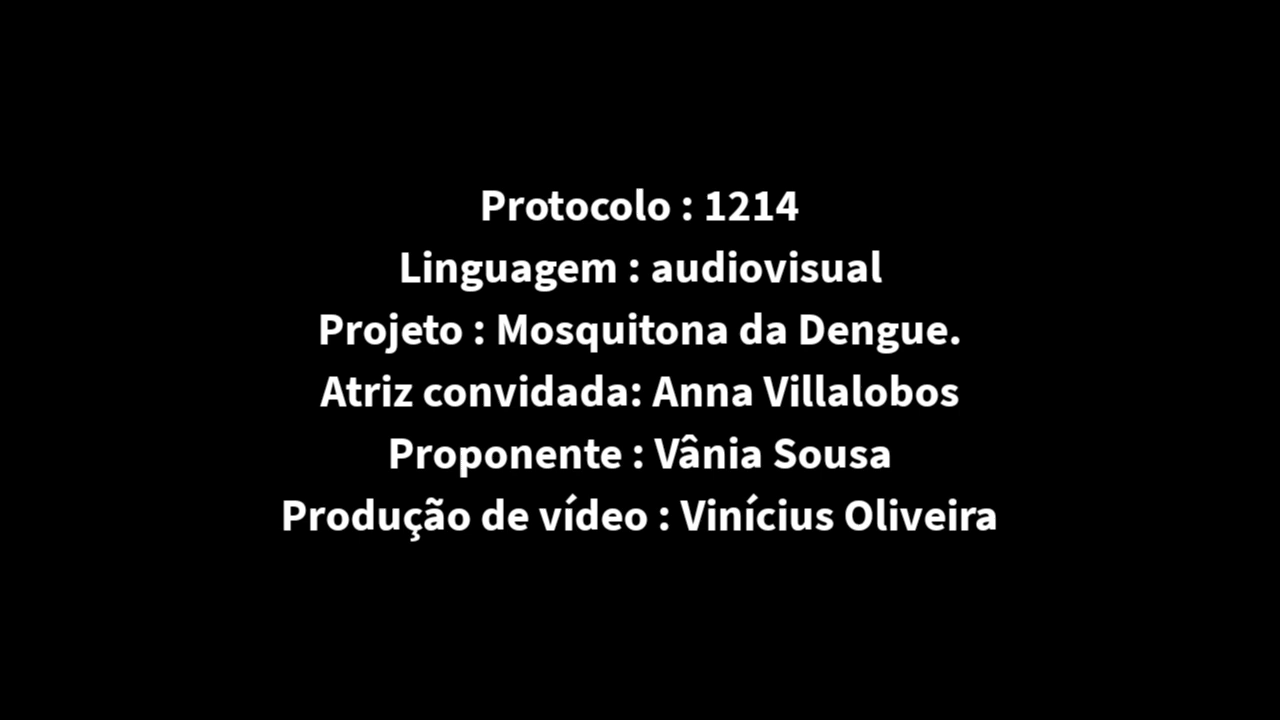 Protocolo : 1214
Linguagem : audiovisual
Projeto : Mosquitona da Dengue.
Atriz convidada: Anna Villalobos
Proponente : Vânia Sousa
Produção de vídeo : Vinícius Oliveira